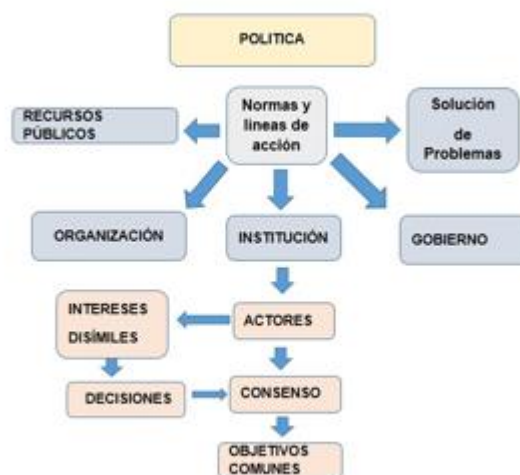 POLITICA
RECURSOS
PÚBLICOS
Normas y
lineas de
acción
Solución
de
Problemas
ORGANIZACIÓN
INSTITUCIÓN
GOBIERNO
INTERESES
DISÍMILES
ACTORES
DECISIONES
CONSENSO
OBJETIVOS
COMUNES